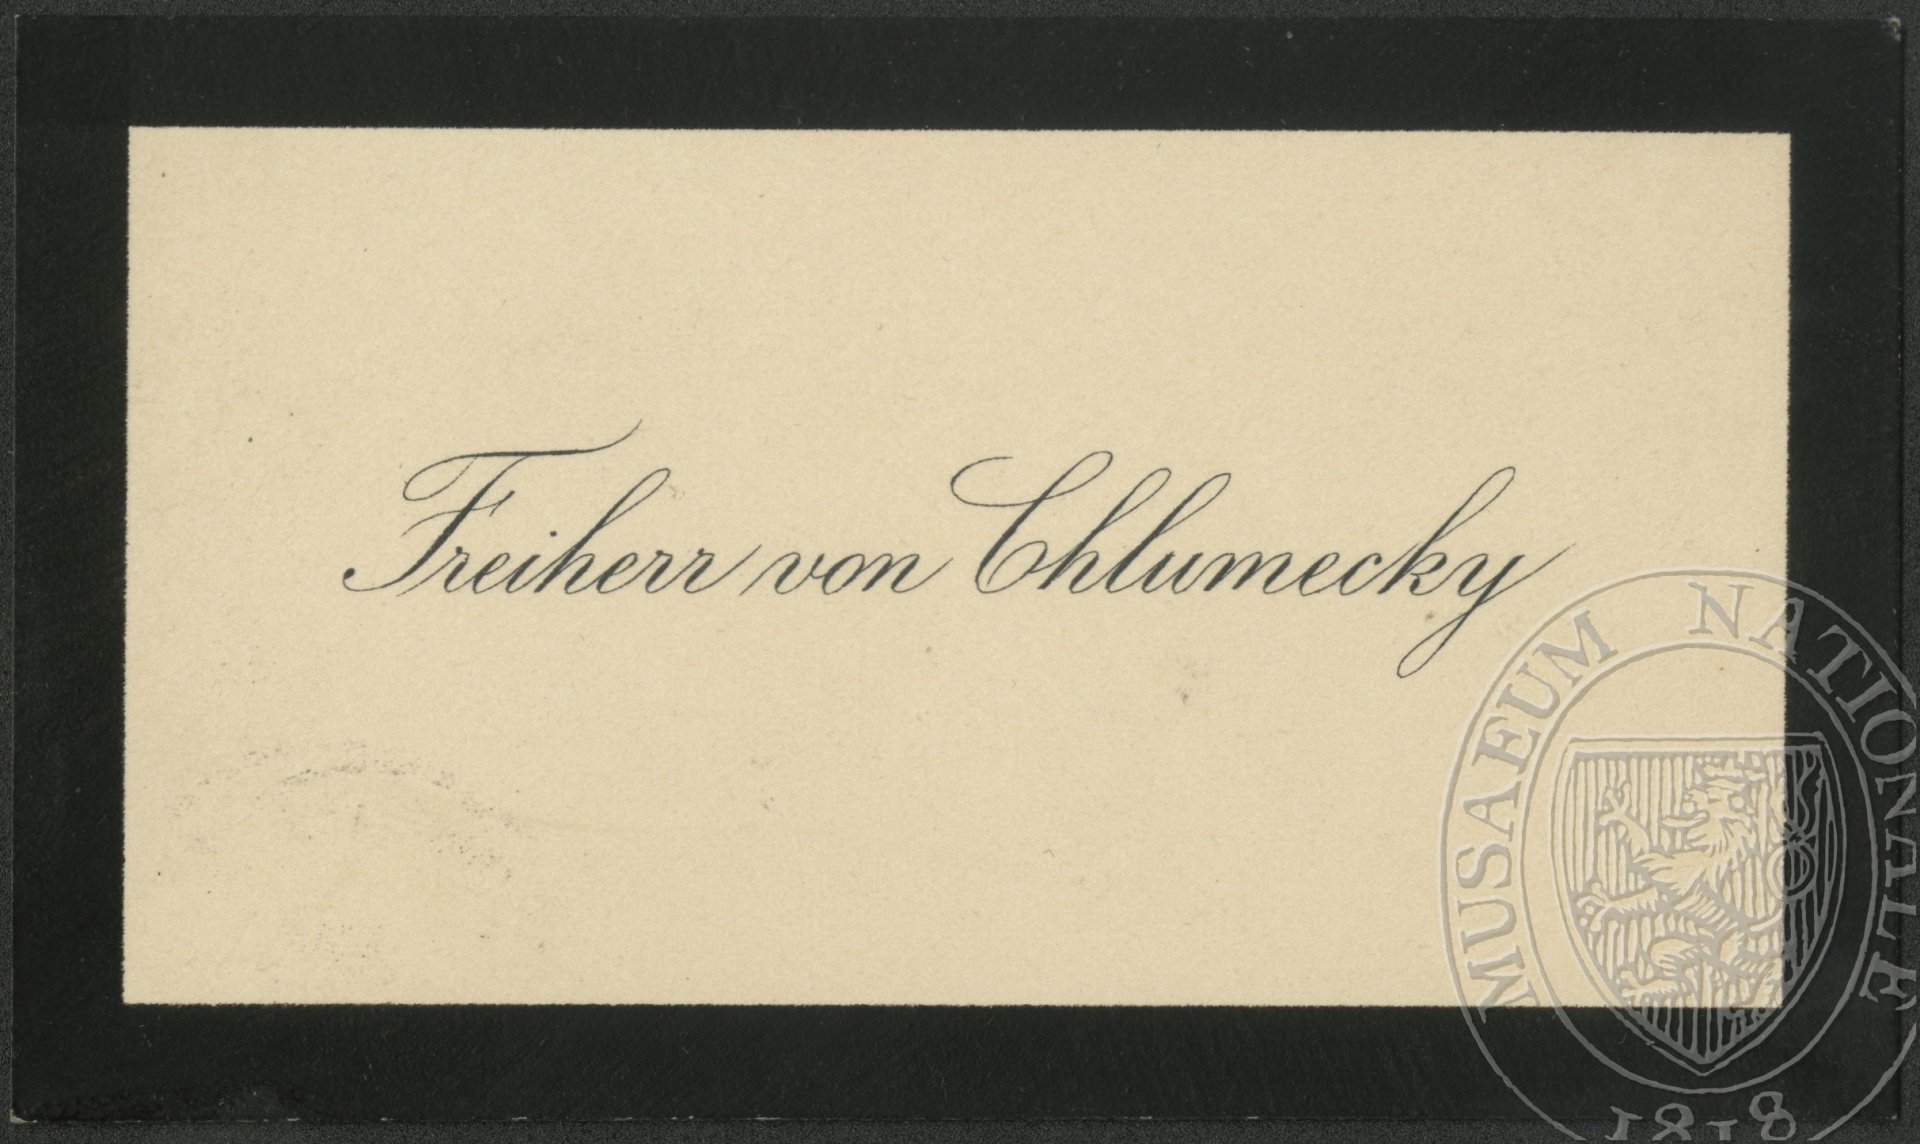 Freiherr von Chlumecky
MUSAEUM NATIONALE
1818